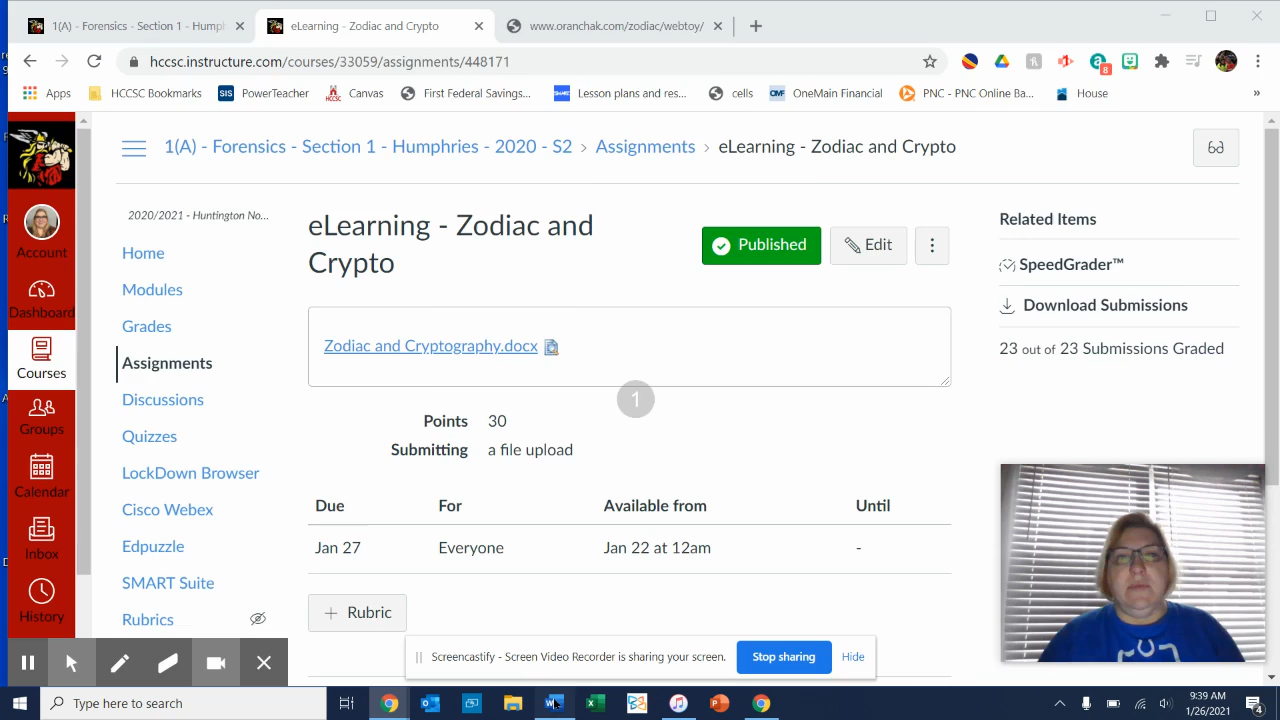 1(A) - Forensics - Section 1 - Humph
eLearning - Zodiac and Crypto
www.oranchak.com/zodiac/webtoy/
hccsc.instructure.com/courses/33059/assignments/448171
8
Apps
HCCSC Bookmarks
SIS
PowerTeacher
HCCSC
Canvas
First Federal Savings...
Lesson plans and res...
cells
OMF
OneMain Financial
PNC - PNC Online Ba...
House
»
1(A) - Forensics - Section 1 - Humphries - 2020 - S2 › Assignments › eLearning - Zodiac and Crypto
Account
Dashboard
Courses
Groups
Calendar
Inbox
History
2020/2021 - Huntington No...
Home
Modules
Grades
Assignments
Discussions
Quizzes
LockDown Browser
Cisco Webex
Edpuzzle
SMART Suite
Rubrics
eLearning - Zodiac and
Crypto
Published
Edit
Zodiac and Cryptography.docx
1
Points 30
Submitting a file upload
Due For Available from Until
Jan 27 Everyone Jan 22 at 12am -
+ Rubric
Related Items
SpeedGrader™
Download Submissions
23 out of 23 Submissions Graded
Screencastify - Screen Video Recorder is sharing your screen.
Stop sharing
Hide
Type here to search
9:39 AM
1/26/2021
4